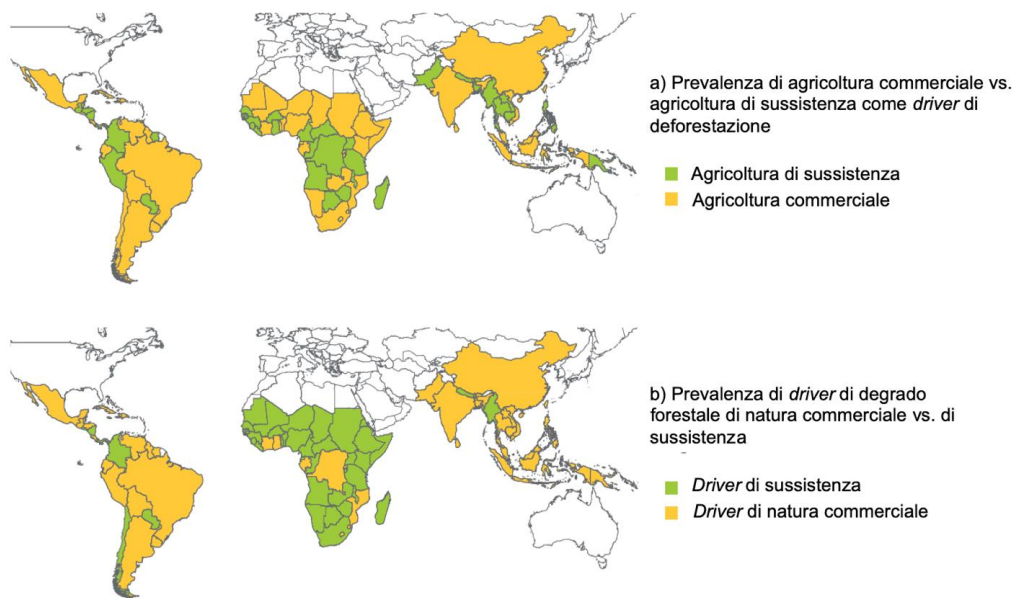 a) Prevalenza di agricoltura commerciale vs.
agricoltura di sussistenza come driver di
deforestazione
Agricoltura di sussistenza
Agricoltura commerciale
b) Prevalenza di driver di degrado
forestale di natura commerciale vs. di
sussistenza
Driver di sussistenza
Driver di natura commerciale